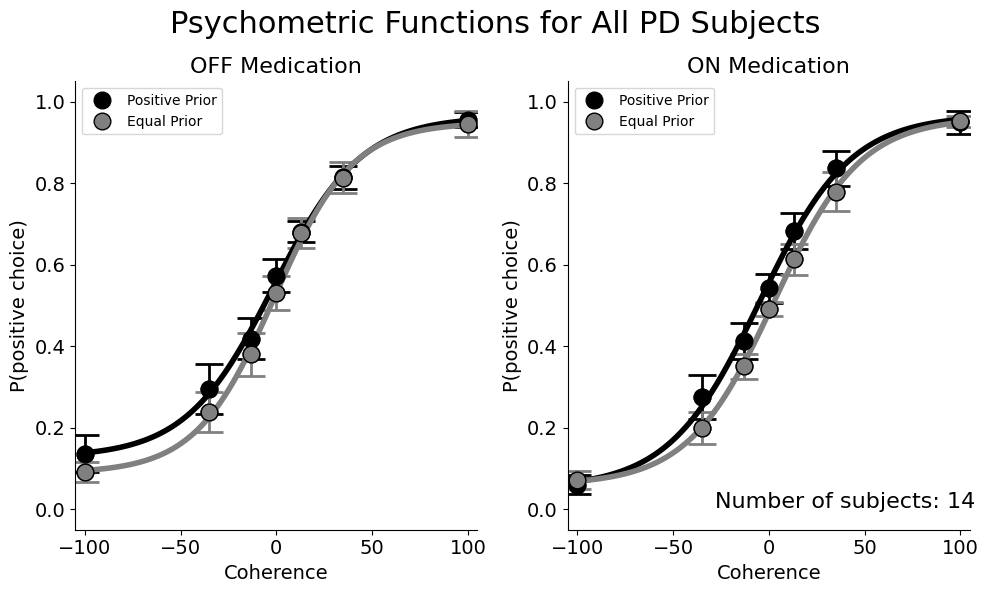 Psychometric Functions for All PD Subjects
OFF Medication
Positive Prior
Equal Prior
P(positive choice)
1.0
0.8
0.6
0.4
0.2
0.0
−100
−50
0
50
100
Coherence
ON Medication
Positive Prior
Equal Prior
P(positive choice)
1.0
0.8
0.6
0.4
0.2
0.0
Number of subjects: 14
−100
−50
0
50
100
Coherence